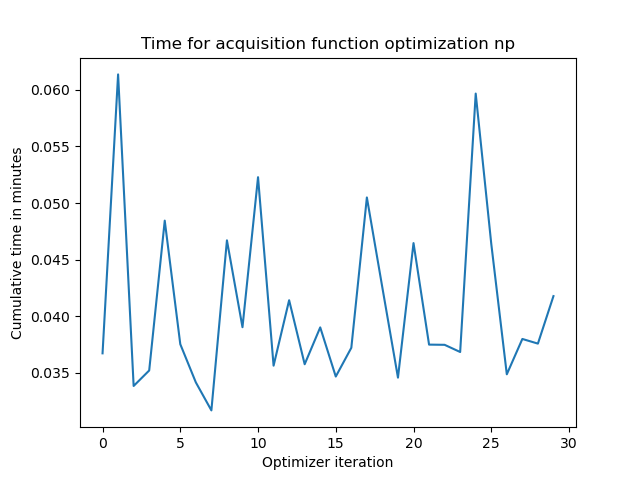 Time for acquisition function optimization np
Cumulative time in minutes
0.060
0.055
0.050
0.045
0.040
0.035
0 5 10 15 20 25 30
Optimizer iteration